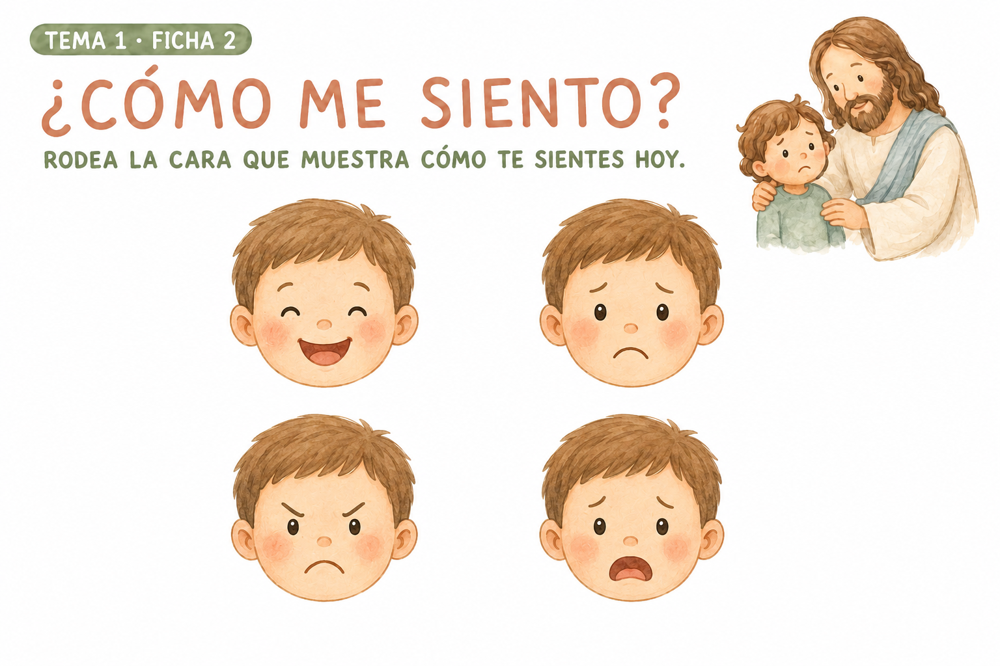 TEMA 1 · FICHA 2
¿CÓMO ME SIENTO?
RODEA LA CARA QUE MUESTRA CÓMO TE SIENTES HOY.